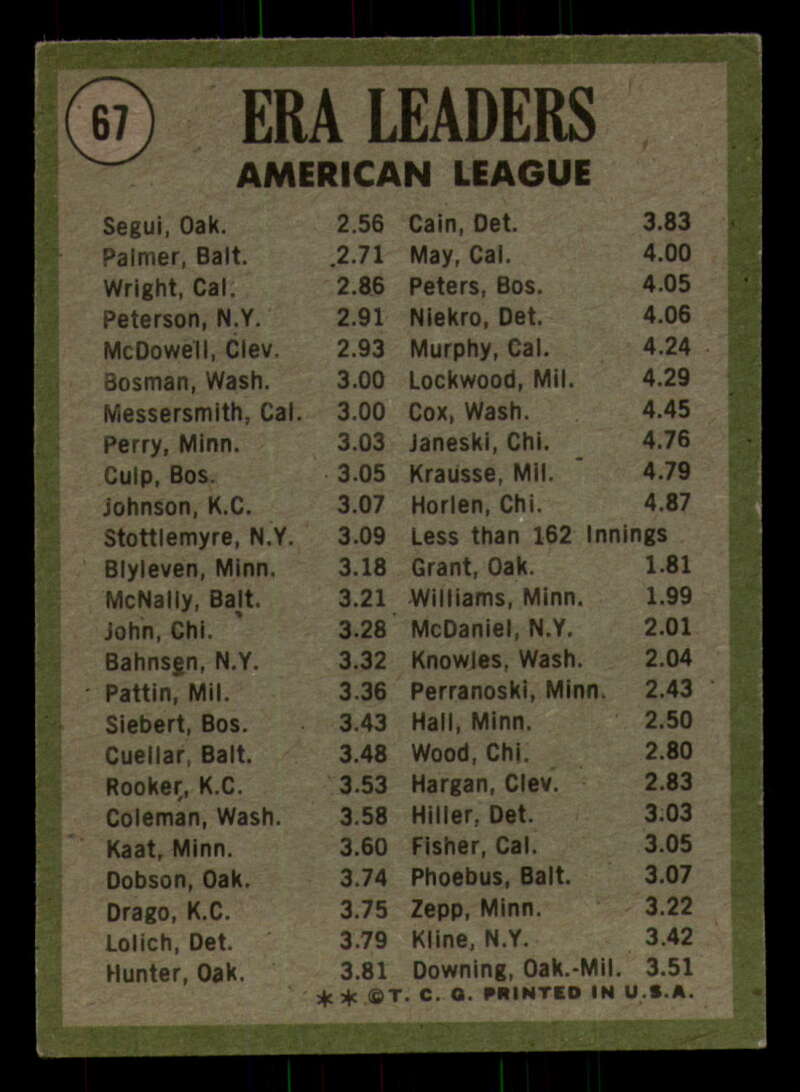 67
ERA LEADERS
AMERICAN LEAGUE
Segui, Oak. 2.56
Palmer, Balt. 2.71
Wright, Cal. 2.86
Peterson, N.Y. 2.91
McDowell, Clev. 2.93
Bosman, Wash. 3.00
Messersmith, Cal. 3.00
Perry, Minn. 3.03
Culp, Bos. 3.05
Johnson, K.C. 3.07
Stottlemyre, N.Y. 3.09
Blyleven, Minn. 3.18
McNally, Balt. 3.21
John, Chi. 3.28
Bahnsen, N.Y. 3.32
Pattin, Mil. 3.36
Siebert, Bos. 3.43
Cuellar, Balt. 3.48
Rooker, K.C. 3.53
Coleman, Wash. 3.58
Kaat, Minn. 3.60
Dobson, Oak. 3.74
Drago, K.C. 3.75
Lolich, Det. 3.79
Hunter, Oak. 3.81
Cain, Det. 3.83
May, Cal. 4.00
Peters, Bos. 4.05
Niekro, Det. 4.06
Murphy, Cal. 4.24
Lockwood, Mil. 4.29
Cox, Wash. 4.45
Janeski, Chi. 4.76
Krausse, Mil. 4.79
Horlen, Chi. 4.87
Less than 162 Innings
Grant, Oak. 1.81
Williams, Minn. 1.99
McDaniel, N.Y. 2.01
Knowles, Wash. 2.04
Perranoski, Minn. 2.43
Hall, Minn. 2.50
Wood, Chi. 2.80
Hargan, Clev. 2.83
Hiller, Det. 3.03
Fisher, Cal. 3.05
Phoebus, Balt. 3.07
Zepp, Minn. 3.22
Kline, N.Y. 3.42
Downing, Oak.-Mil. 3.51
** ©T. C. G. PRINTED IN U.S.A.